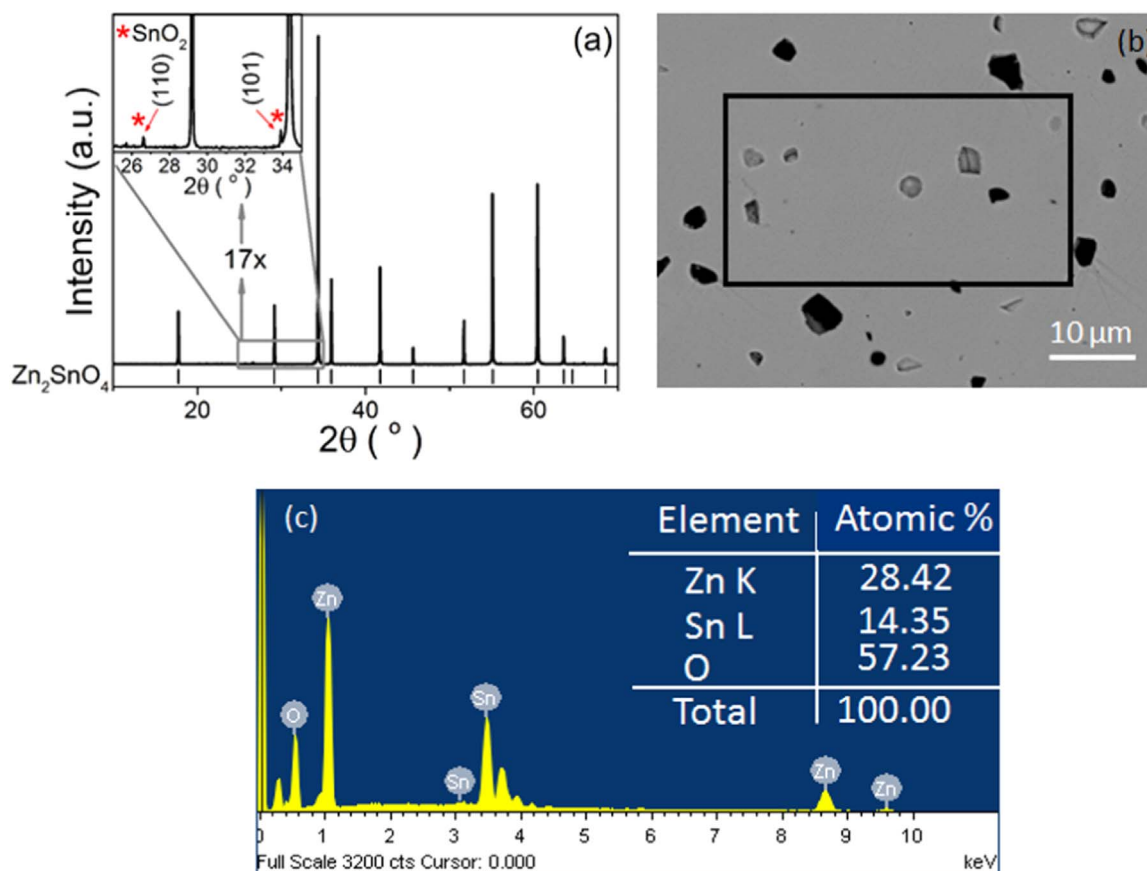 (a)
*SnO2
(110)
(101)
26 28 30 32 34
2θ ( ° )
17x
Intensity (a.u.)
Zn2SnO4
20 40 60
2θ ( ° )
(b)
10 μm
(c)
Element Atomic %
Zn K 28.42
Sn L 14.35
O 57.23
Total 100.00
O
Zn
Sn
Sn
Zn
Zn
0 1 2 3 4 5 6 7 8 9 10
Full Scale 3200 cts Cursor: 0.000 keV